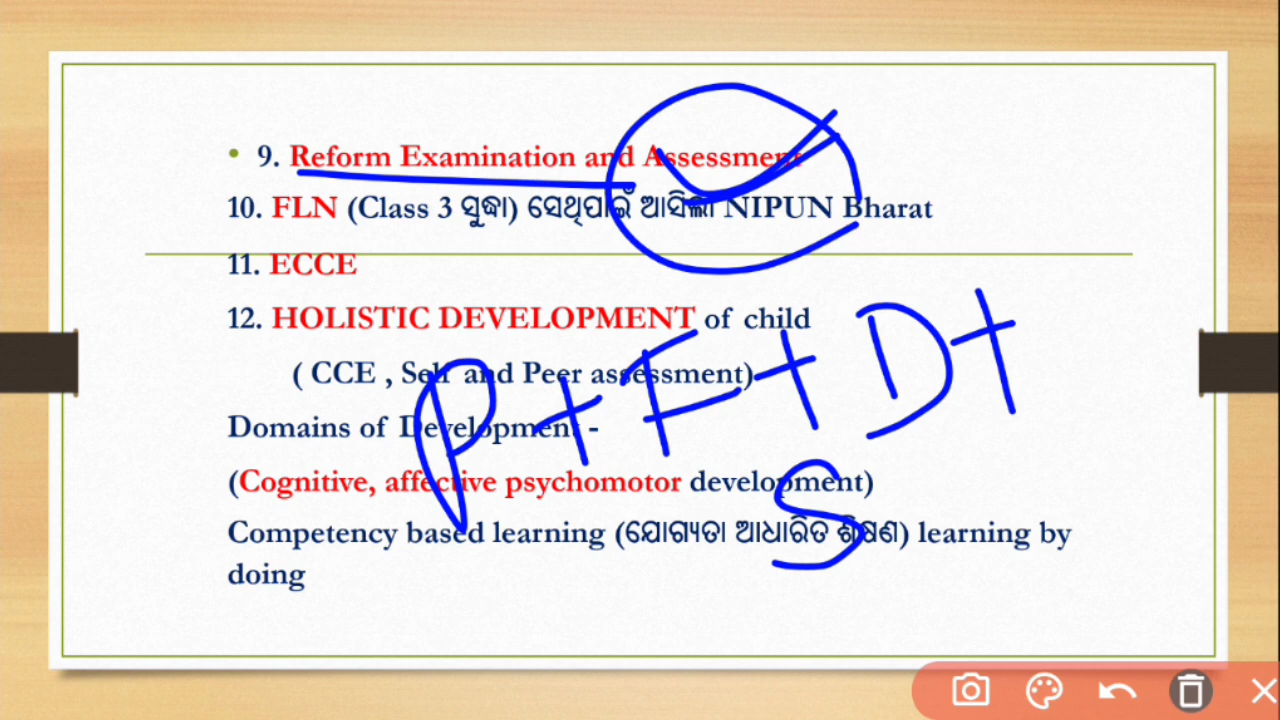 • 9. Reform Examination and Assessment
10. FLN (Class 3 ସୁଦ୍ଧା) ସେଥିପାଇଁ ଆସିଲା NIPUN Bharat
11. ECCE
12. HOLISTIC DEVELOPMENT of child
( CCE , Self and Peer assessment)
P + F + D +
Domains of Development -
(Cognitive, affective psychomotor development)
S
Competency based learning (ଯୋଗ୍ୟତା ଆଧାରିତ ଶିକ୍ଷଣ) learning by
doing